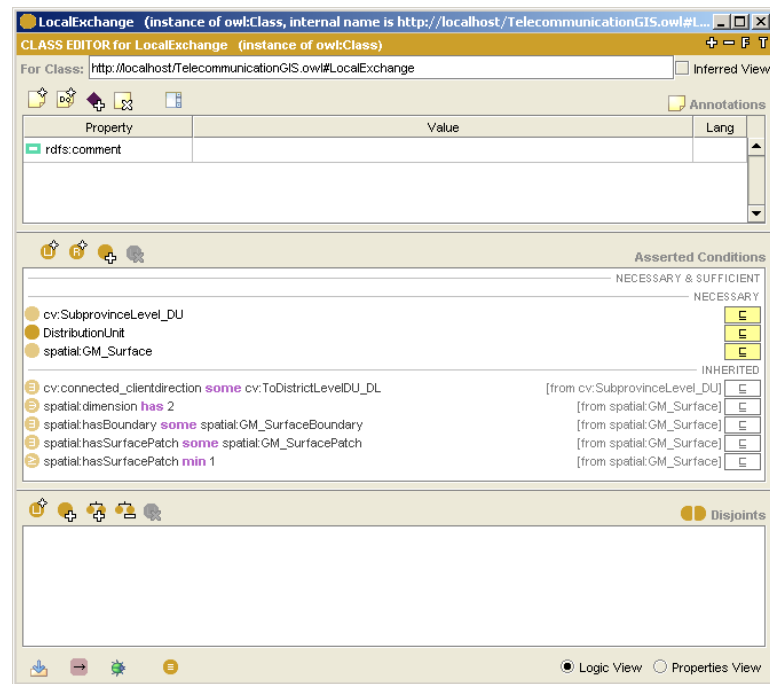 LocalExchange (instance of owl:Class, internal name is http://localhost/TelecommunicationGIS.owl#L...
CLASS EDITOR for LocalExchange (instance of owl:Class)
F T
For Class: http://localhost/TelecommunicationGIS.owl#LocalExchange
Inferred View
Annotations
Property Value Lang
rdfs:comment
Asserted Conditions
NECESSARY & SUFFICIENT
NECESSARY
cv:SubprovinceLevel_DU ⊑
DistributionUnit ⊑
spatial:GM_Surface ⊑
INHERITED
cv:connected_clientdirection some cv:ToDistrictLevelDU_DL [from cv:SubprovinceLevel_DU] ⊑
spatial:dimension has 2 [from spatial:GM_Surface] ⊑
spatial:hasBoundary some spatial:GM_SurfaceBoundary [from spatial:GM_Surface] ⊑
spatial:hasSurfacePatch some spatial:GM_SurfacePatch [from spatial:GM_Surface] ⊑
spatial:hasSurfacePatch min 1 [from spatial:GM_Surface] ⊑
Disjoints
Logic View Properties View